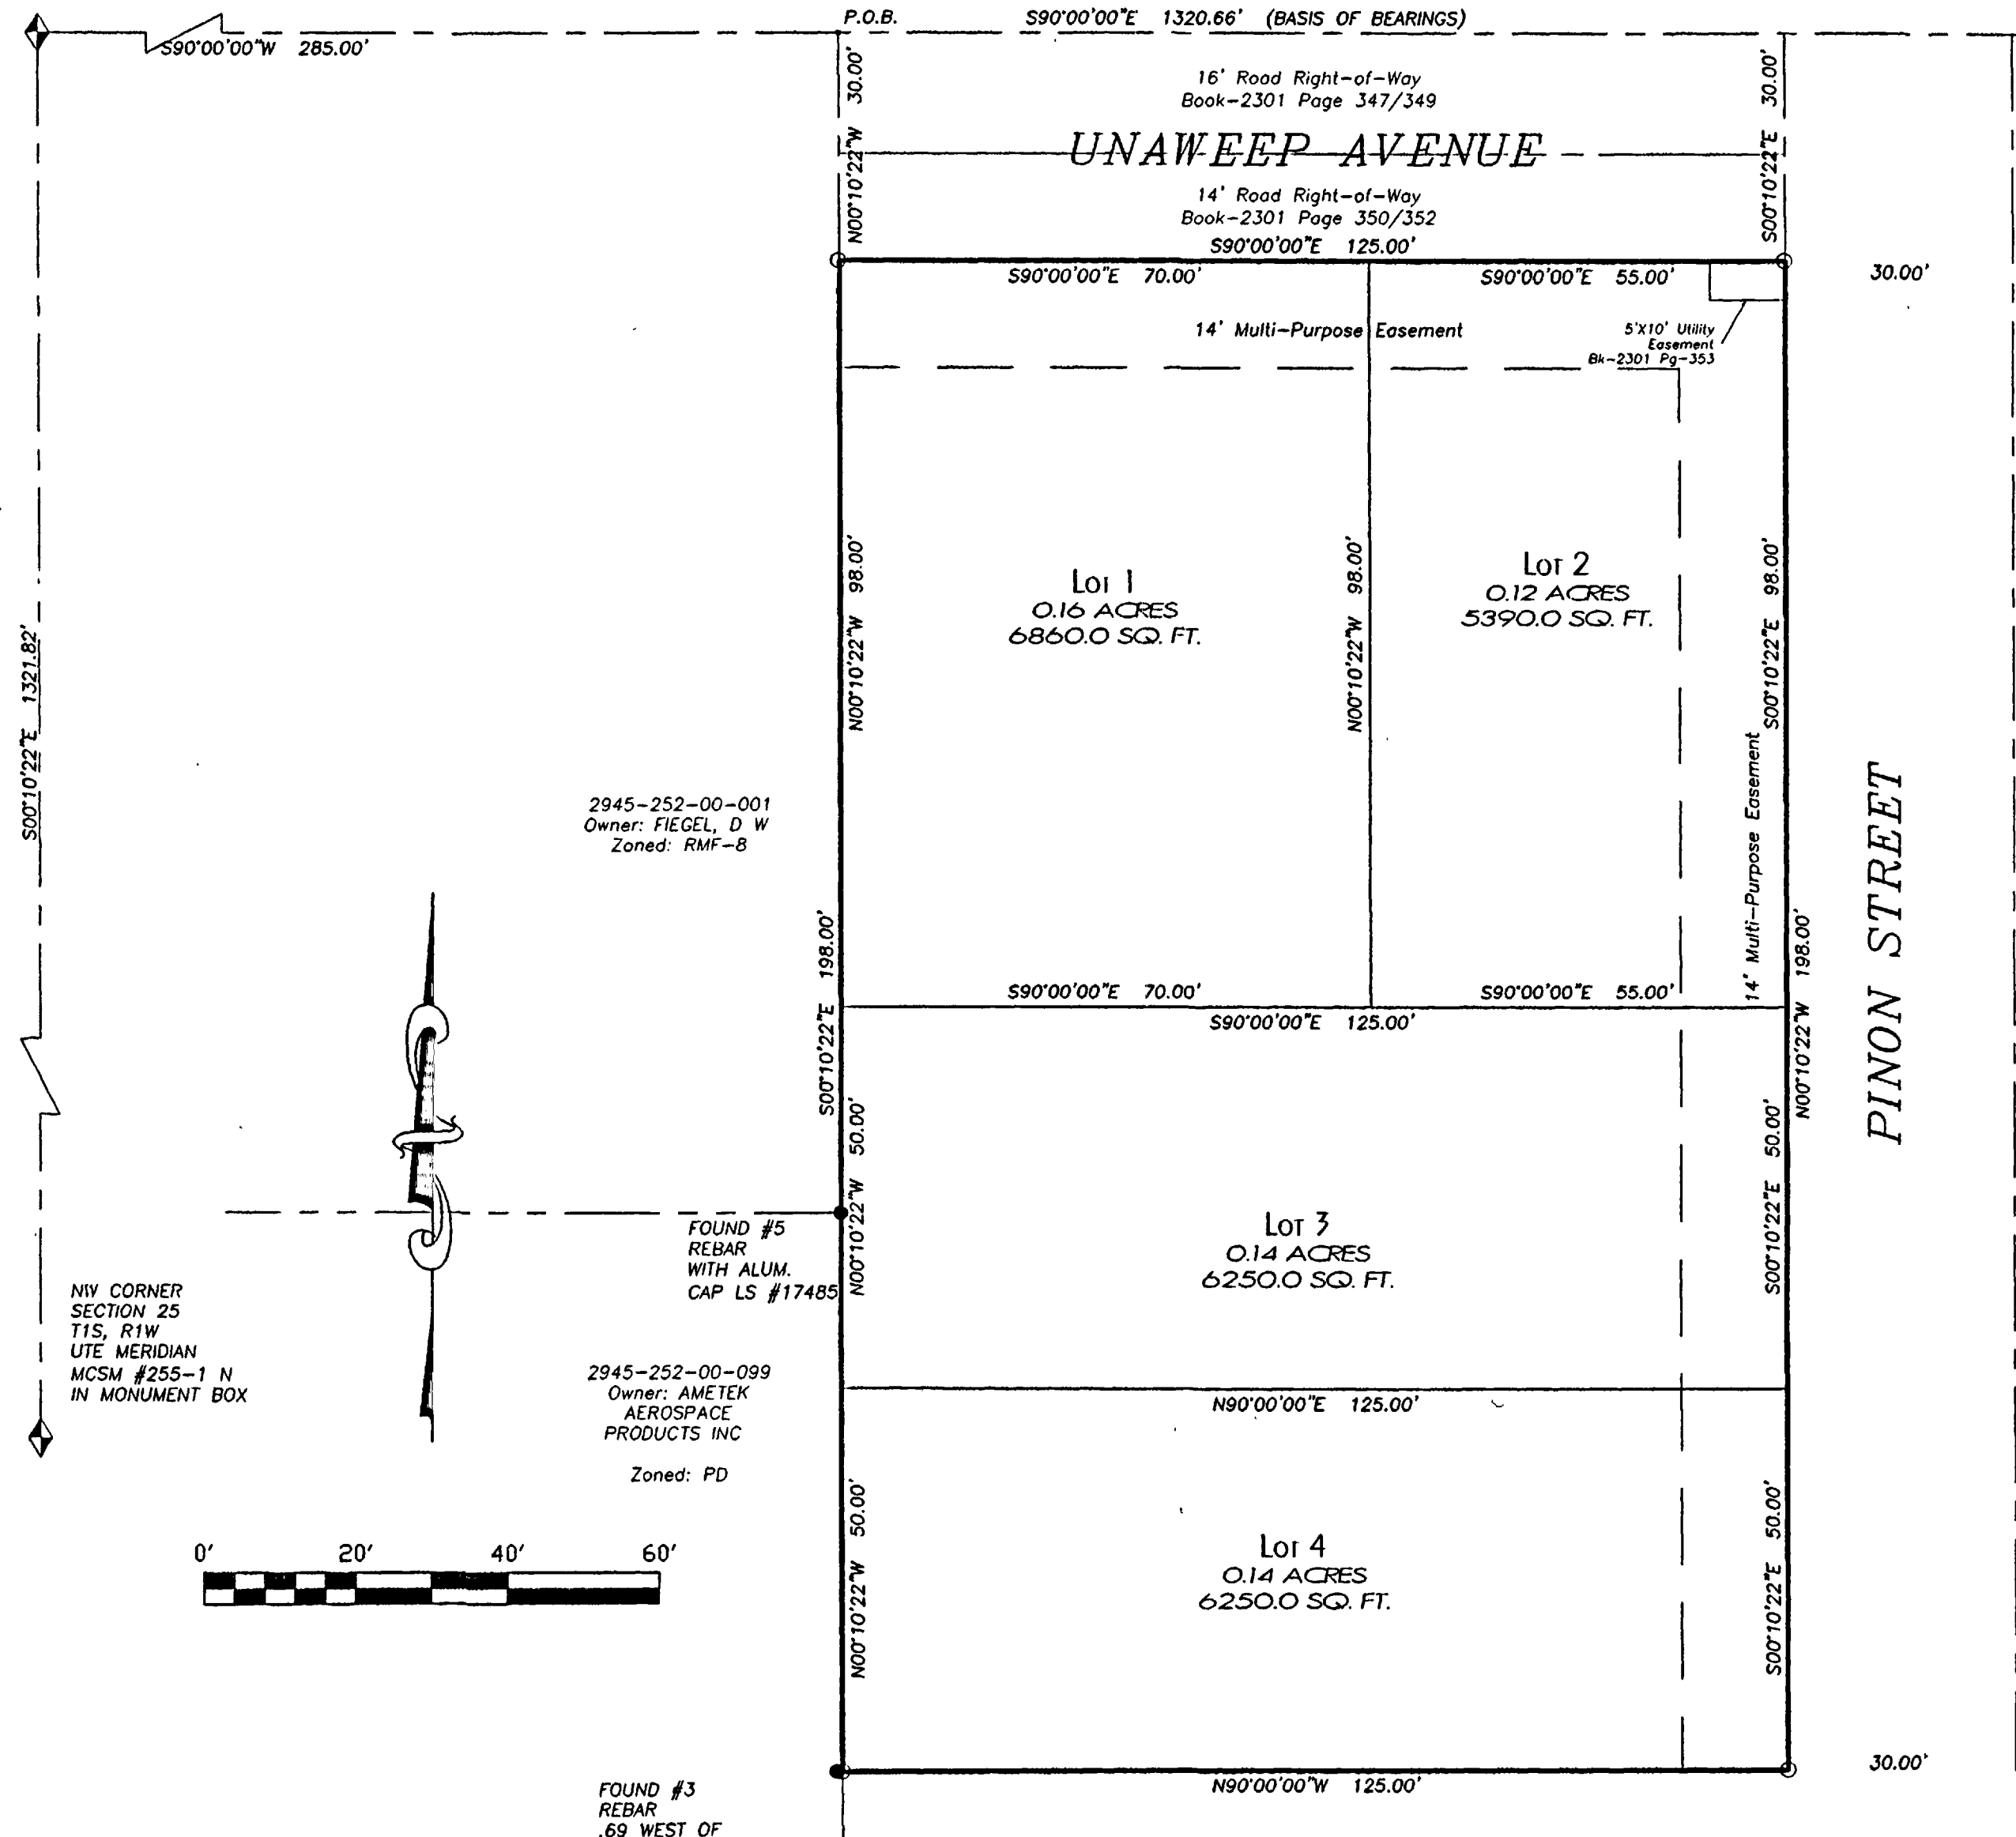 P.O.B.
S90°00'00"E 1320.66' (BASIS OF BEARINGS)
S90°00'00"W 285.00'
N00°10'22"W 30.00'
16' Road Right-of-Way
Book-2301 Page 347/349
UNAWEEP AVENUE
14' Road Right-of-Way
Book-2301 Page 350/352
S00°10'22"E 30.00'
S90°00'00"E 125.00'
S90°00'00"E 70.00'
S90°00'00"E 55.00'
30.00'
14' Multi-Purpose Easement
5'X10' Utility
Easement
Bk-2301 Pg-353
N00°10'22"W 98.00'
Lot 1
0.16 ACRES
6860.0 SQ. FT.
N00°10'22"W 98.00'
Lot 2
0.12 ACRES
5390.0 SQ. FT.
S00°10'22"E 98.00'
S00°10'22"E 1321.82'
14' Multi-Purpose Easement
PINON STREET
2945-252-00-001
Owner: FIEGEL, D W
Zoned: RMF-8
S00°10'22"E 198.00'
N00°10'22"W 198.00'
S90°00'00"E 70.00'
S90°00'00"E 55.00'
S90°00'00"E 125.00'
N00°10'22"W 50.00'
Lot 3
0.14 ACRES
6250.0 SQ. FT.
S00°10'22"E 50.00'
FOUND #5
REBAR
WITH ALUM.
CAP LS #17485
NW CORNER
SECTION 25
T1S, R1W
UTE MERIDIAN
MCSM #255-1 N
IN MONUMENT BOX
2945-252-00-099
Owner: AMETEK
AEROSPACE
PRODUCTS INC
Zoned: PD
N90°00'00"E 125.00'
N00°10'22"W 50.00'
Lot 4
0.14 ACRES
6250.0 SQ. FT.
S00°10'22"E 50.00'
0' 20' 40' 60'
N90°00'00"W 125.00'
30.00'
FOUND #3
REBAR
.69 WEST OF